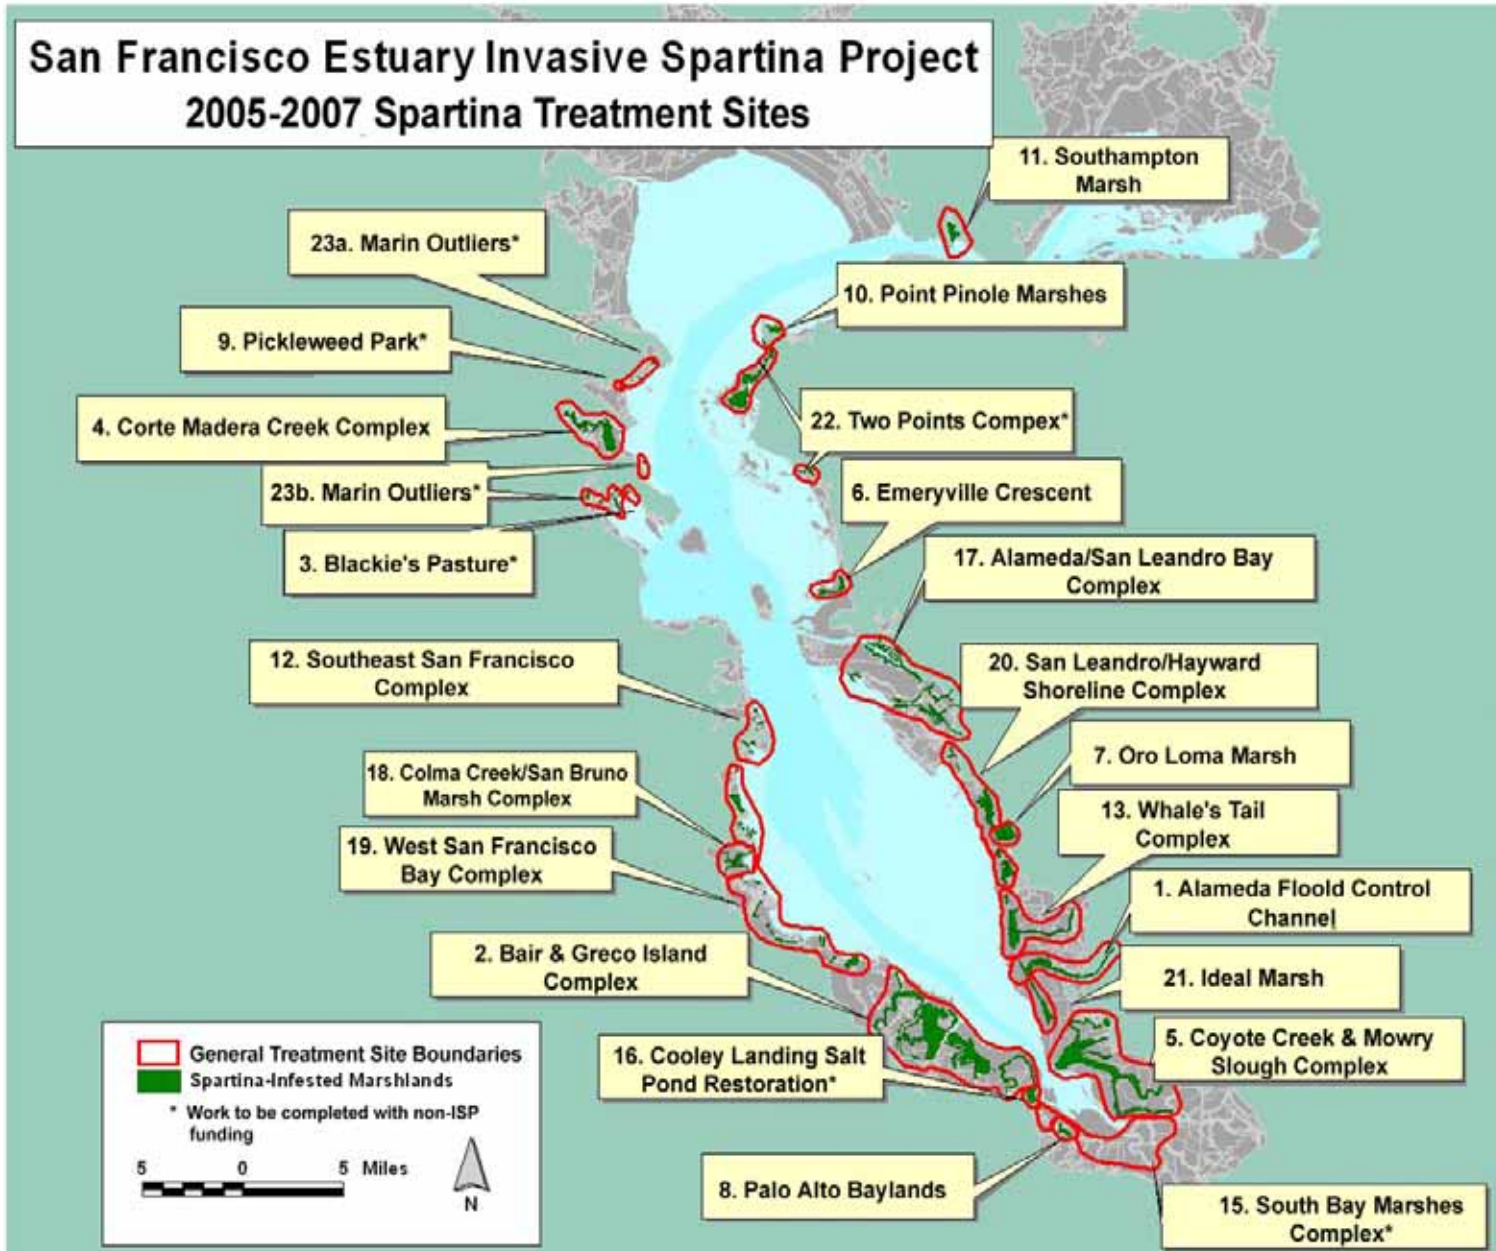 San Francisco Estuary Invasive Spartina Project
2005-2007 Spartina Treatment Sites
11. Southampton
Marsh
23a. Marin Outliers*
10. Point Pinole Marshes
9. Pickleweed Park*
22. Two Points Compex*
4. Corte Madera Creek Complex
6. Emeryville Crescent
23b. Marin Outliers*
17. Alameda/San Leandro Bay
Complex
3. Blackie's Pasture*
12. Southeast San Francisco
Complex
20. San Leandro/Hayward
Shoreline Complex
7. Oro Loma Marsh
18. Colma Creek/San Bruno
Marsh Complex
13. Whale's Tail
Complex
19. West San Francisco
Bay Complex
1. Alameda Floold Control
Channel
2. Bair & Greco Island
Complex
21. Ideal Marsh
16. Cooley Landing Salt
Pond Restoration*
5. Coyote Creek & Mowry
Slough Complex
8. Palo Alto Baylands
15. South Bay Marshes
Complex*
General Treatment Site Boundaries
Spartina-Infested Marshlands
* Work to be completed with non-ISP
funding
5 0 5 Miles
N